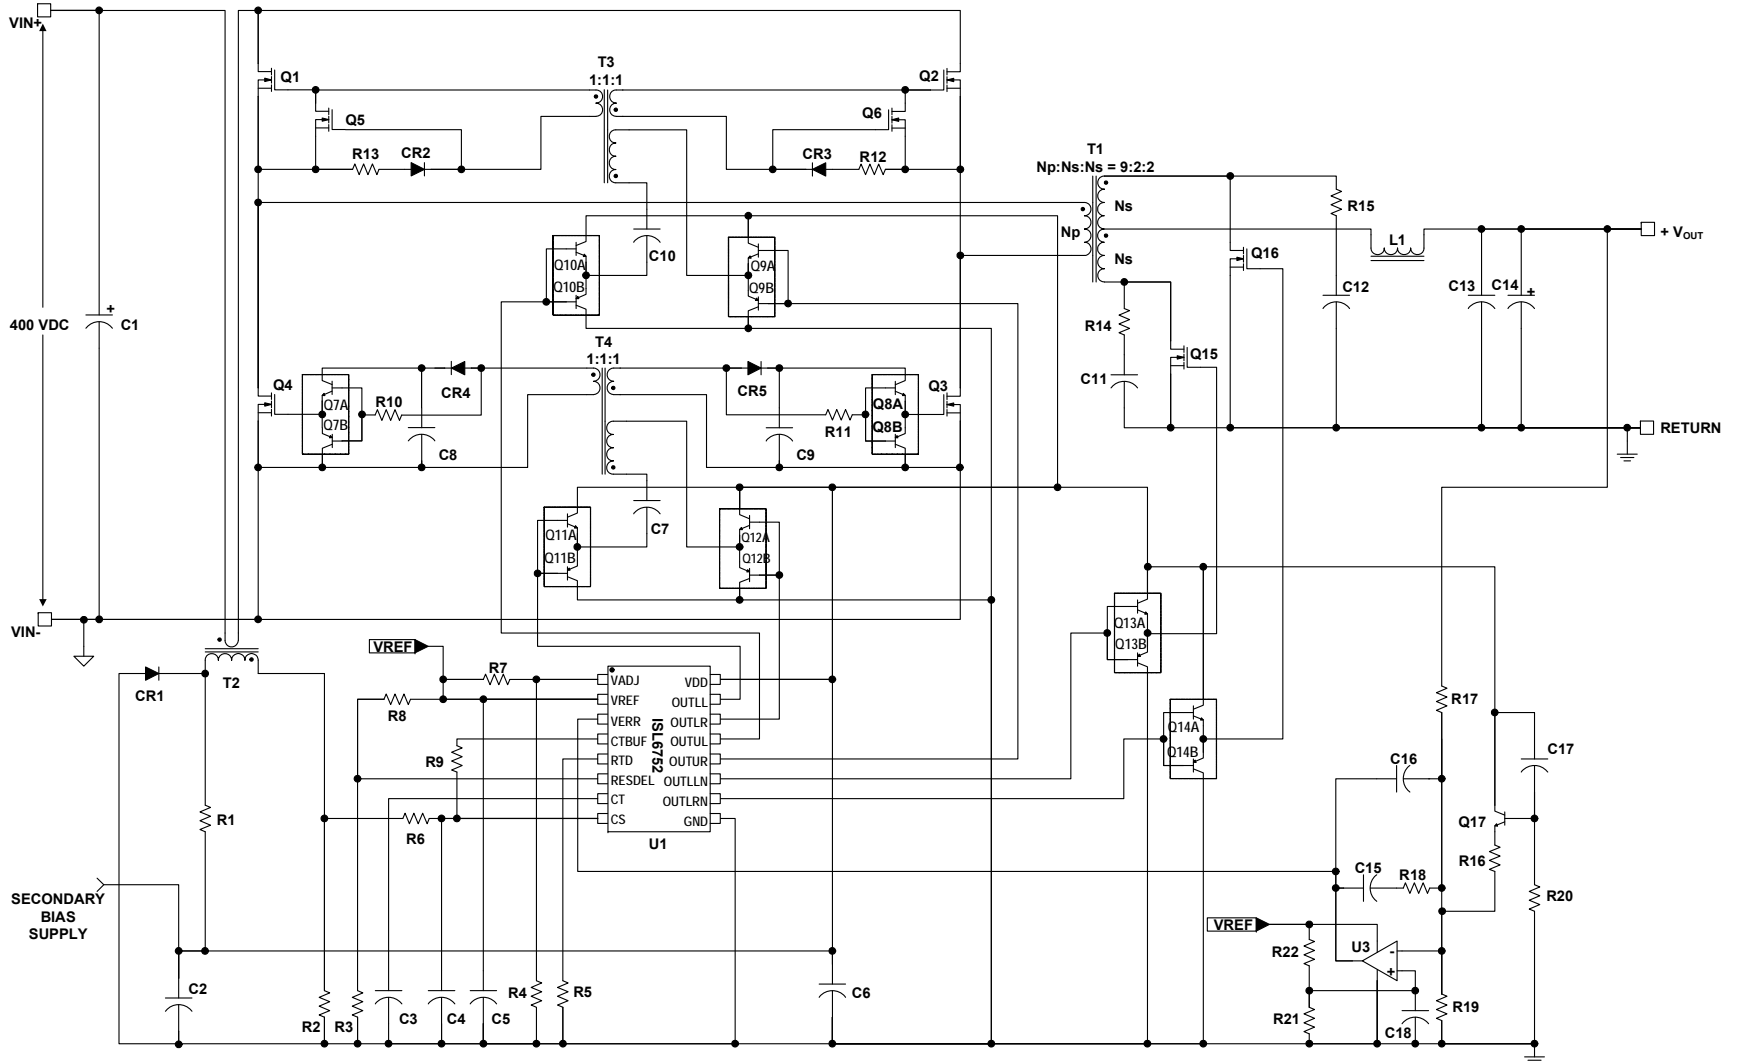 VIN+
T3
1:1:1
Q1
Q2
Q5
Q6
R13
CR2
CR3
R12
T1
Np:Ns:Ns = 9:2:2
Ns
Np
Ns
R15
L1
+ VOUT
Q16
C10
Q10A
Q10B
Q9A
Q9B
C12
C13
C14
+
400 VDC
+
C1
R14
T4
1:1:1
Q15
C11
Q4
Q7A
Q7B
R10
CR4
CR5
R11
Q8A
Q8B
Q3
C8
C9
RETURN
C7
Q11A
Q11B
Q12A
Q12B
VIN-
Q13A
Q13B
VREF
CR1
T2
R7
R8
R9
VADJ
VREF
VERR
CTBUF
RTD
RESDEL
CT
CS
ISL6752
VDD
OUTLL
OUTLR
OUTUL
OUTUR
OUTLLN
OUTLRN
GND
U1
Q14A
Q14B
R17
C16
C17
R1
R6
Q17
R16
C15
R18
R20
SECONDARY
BIAS
SUPPLY
VREF
R22
U3
-
+
C2
R2
R3
C3
C4
C5
R4
R5
C6
R21
C18
R19